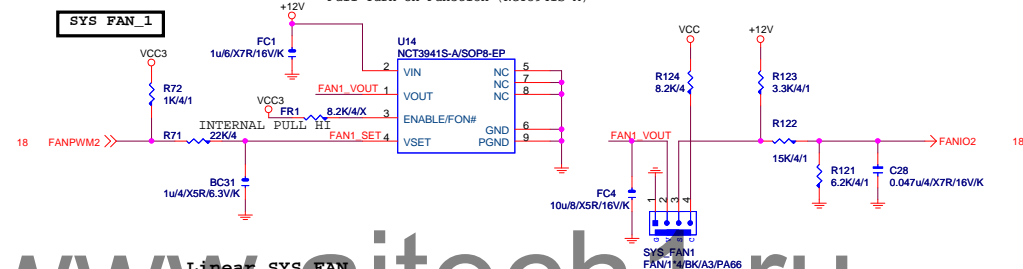 SYS FAN_1
+12V
FC1
1u/6/X7R/16V/K
U14
NCT3941S-A/SOP8-EP
2
VIN
NC
5
NC
7
FAN1_VOUT
1
VOUT
NC
8
VCC3
R72
1K/4/1
VCC3
FR1
8.2K/4/X
3
ENABLE/FON#
INTERNAL PULL HI
GND
6
18
FANPWM2
R71
22K/4
FAN1_SET
4
VSET
PGND
9
BC31
1u/4/X5R/6.3V/K
VCC
+12V
R124
8.2K/4
R123
3.3K/4/1
FAN1_VOUT
R122
15K/4/1
FANIO2
18
R121
6.2K/4/1
C28
0.047u/4/X7R/16V/K
FC4
10u/8/X5R/16V/K
1
2
3
4
SYS_FAN1
FAN/1*4/BK/A3/PA66
Linear SYS FAN